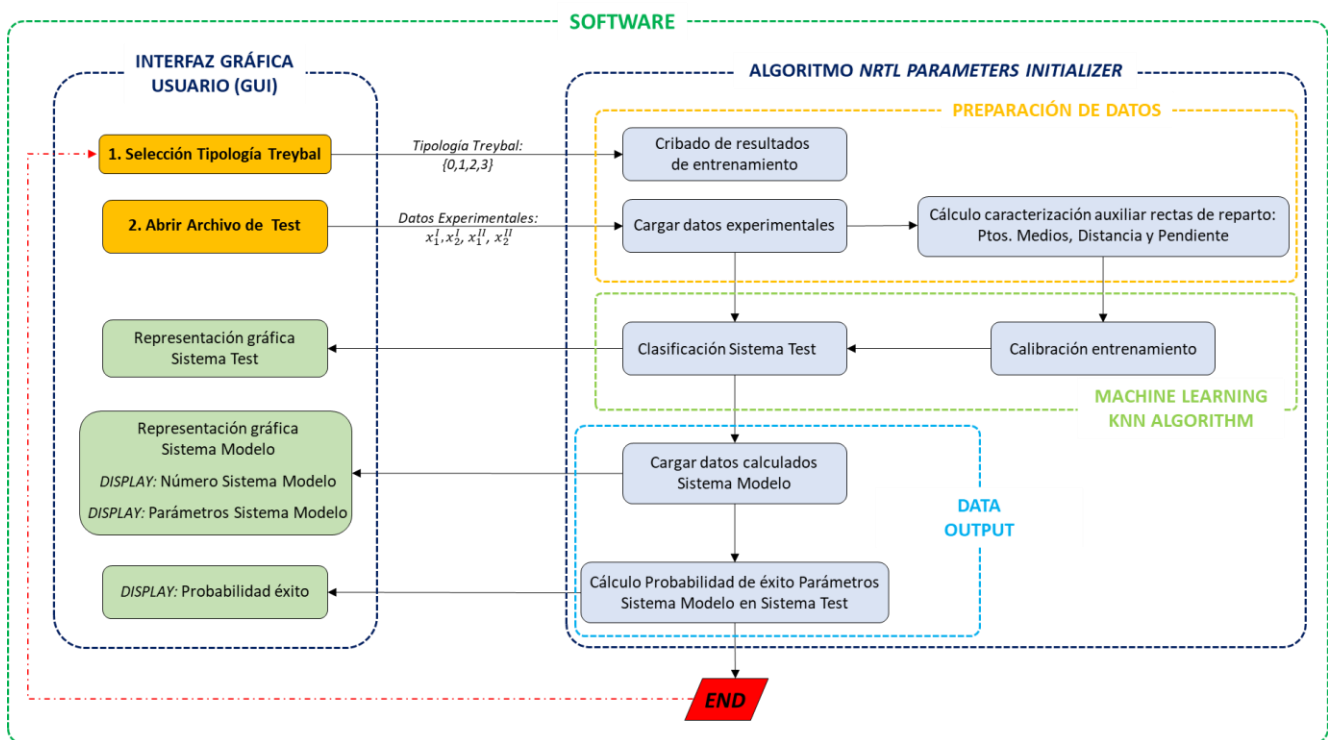 SOFTWARE
INTERFAZ GRÁFICA
USUARIO (GUI)
ALGORITMO NRTL PARAMETERS INITIALIZER
PREPARACIÓN DE DATOS
1. Selección Tipología Treybal
Tipología Treybal:
{0,1,2,3}
Cribado de resultados
de entrenamiento
2. Abrir Archivo de Test
Datos Experimentales:
x₁ᴵ, x₂ᴵ, x₁ᴵᴵ, x₂ᴵᴵ
Cargar datos experimentales
Cálculo caracterización auxiliar rectas de reparto:
Ptos. Medios, Distancia y Pendiente
Representación gráfica
Sistema Test
Clasificación Sistema Test
Calibración entrenamiento
MACHINE LEARNING
KNN ALGORITHM
Representación gráfica
Sistema Modelo
DISPLAY: Número Sistema Modelo
DISPLAY: Parámetros Sistema Modelo
Cargar datos calculados
Sistema Modelo
DATA
OUTPUT
DISPLAY: Probabilidad éxito
Cálculo Probabilidad de éxito Parámetros
Sistema Modelo en Sistema Test
END